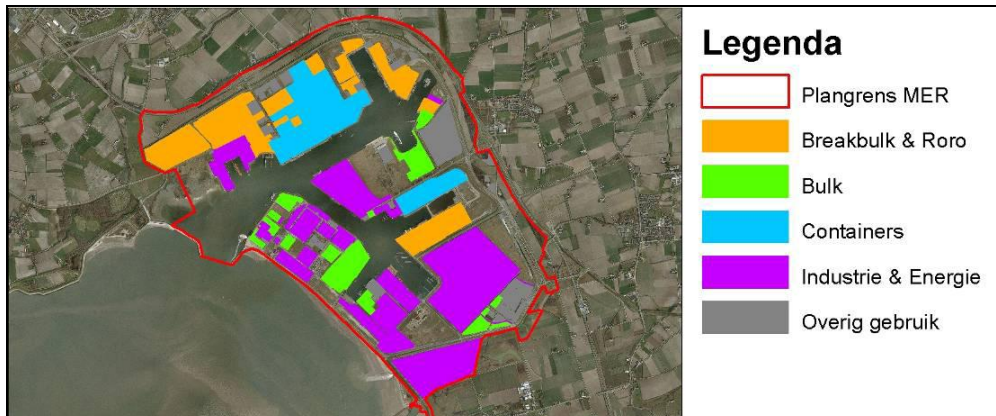 Legenda
Plangrens MER
Breakbulk & Roro
Bulk
Containers
Industrie & Energie
Overig gebruik